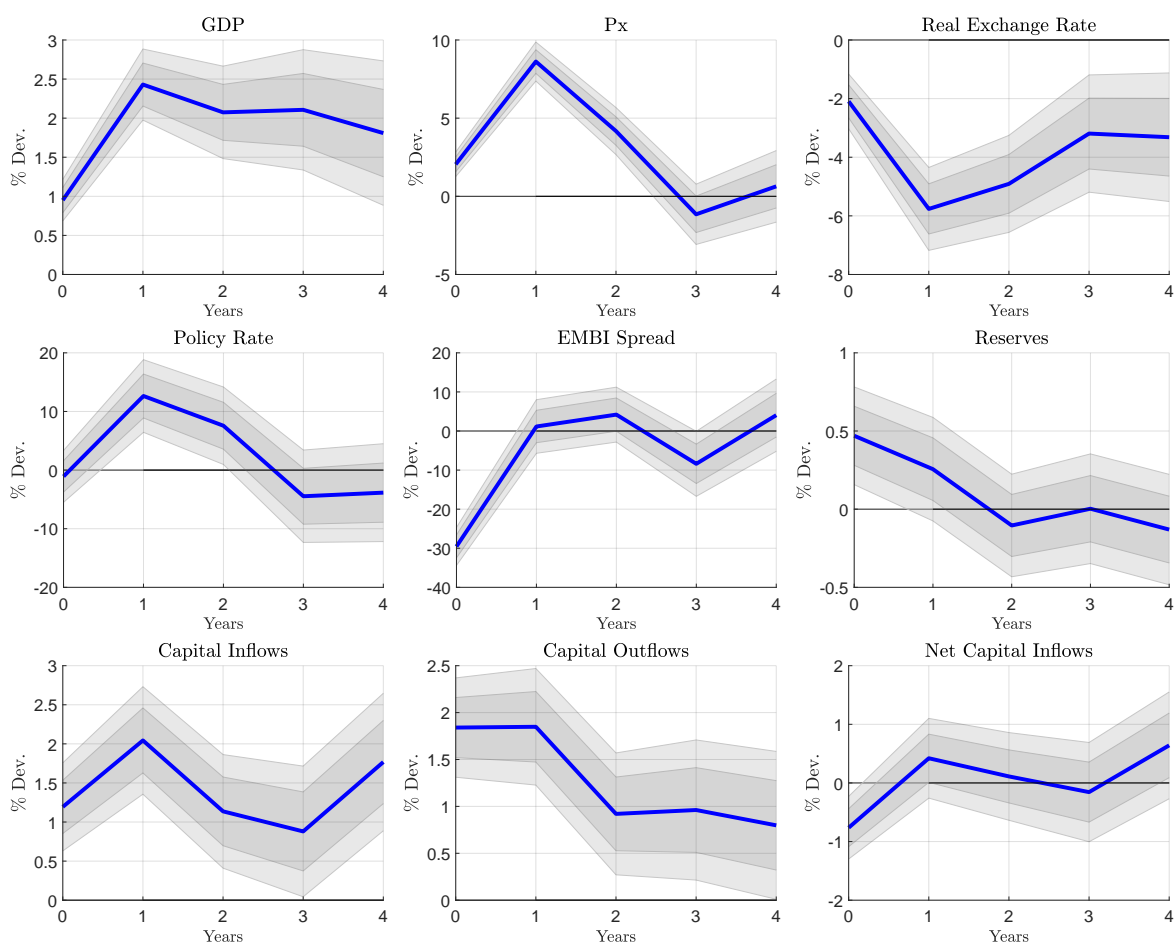 GDP
Px
Real Exchange Rate
% Dev.
3
2.5
2
1.5
1
0.5
0
0 1 2 3 4
Years
% Dev.
10
5
0
-5
0 1 2 3 4
Years
% Dev.
0
-2
-4
-6
-8
0 1 2 3 4
Years
Policy Rate
EMBI Spread
Reserves
% Dev.
20
10
0
-10
-20
0 1 2 3 4
Years
% Dev.
20
10
0
-10
-20
-30
-40
0 1 2 3 4
Years
% Dev.
1
0.5
0
-0.5
0 1 2 3 4
Years
Capital Inflows
Capital Outflows
Net Capital Inflows
% Dev.
3
2.5
2
1.5
1
0.5
0
0 1 2 3 4
Years
% Dev.
2.5
2
1.5
1
0.5
0
0 1 2 3 4
Years
% Dev.
2
1
0
-1
-2
0 1 2 3 4
Years